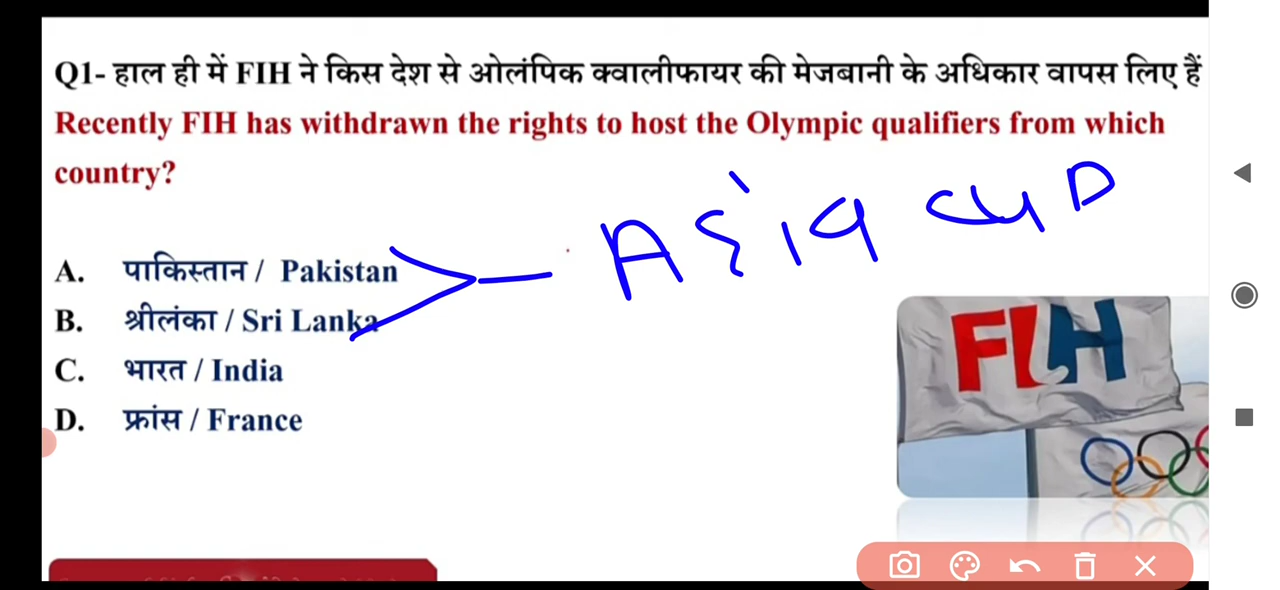 Q1- हाल ही में FIH ने किस देश से ओलंपिक क्वालीफायर की मेजबानी के अधिकार वापस लिए हैं
Recently FIH has withdrawn the rights to host the Olympic qualifiers from which
country?
Asia cup
A. पाकिस्तान / Pakistan
B. श्रीलंका / Sri Lanka
C. भारत / India
D. फ्रांस / France
FIH